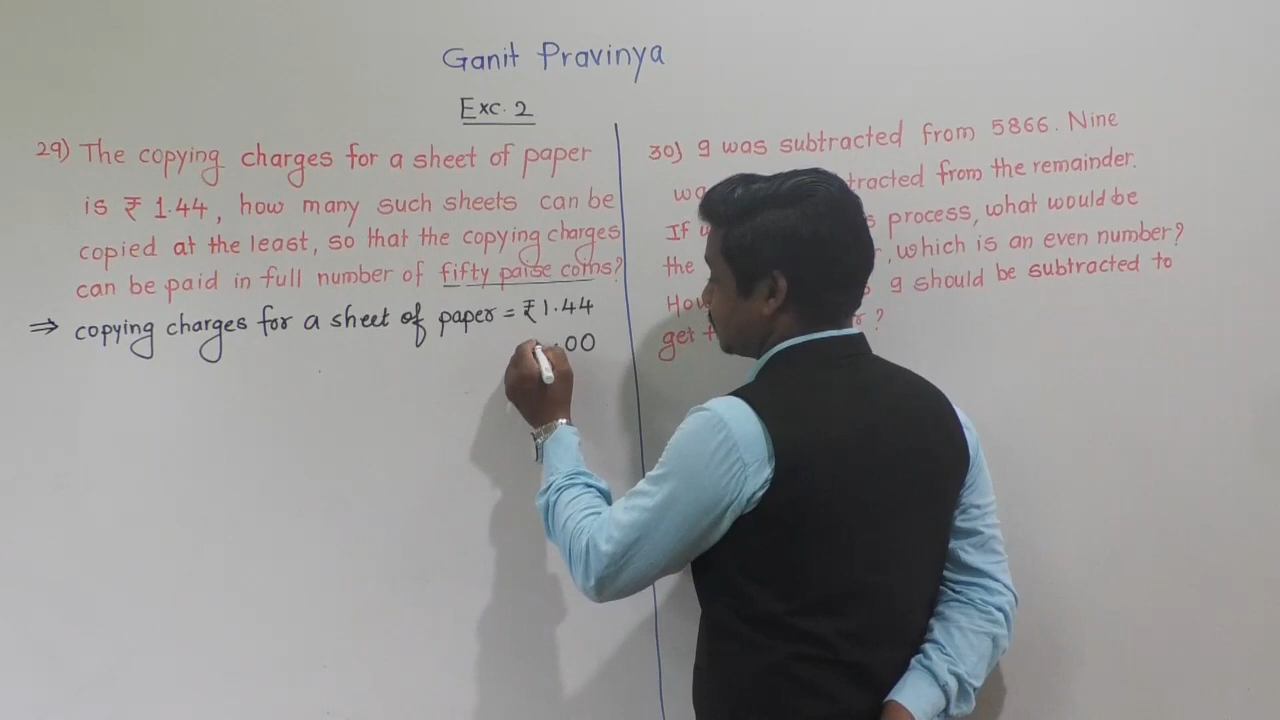 Ganit Pravinya
Exc. 2
29) The copying charges for a sheet of paper
is ₹ 1.44, how many such sheets can be
copied at the least, so that the copying charges
can be paid in full number of fifty paise coins?
⇒ copying charges for a sheet of paper = ₹ 1.44
.00
30) 9 was subtracted from 5866. Nine
tracted from the remainder.
If process, what would be
the , which is an even number?
9 should be subtracted to
get ?